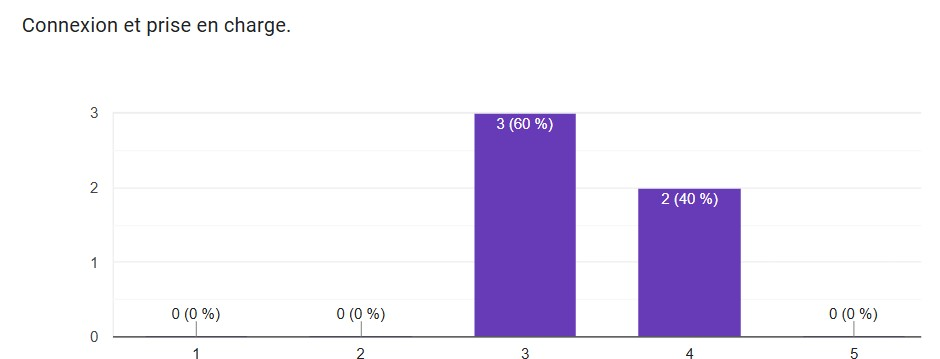 Connexion et prise en charge.
3
3 (60 %)
2
2 (40 %)
1
0 (0 %) 0 (0 %) 0 (0 %)
0
1 2 3 4 5